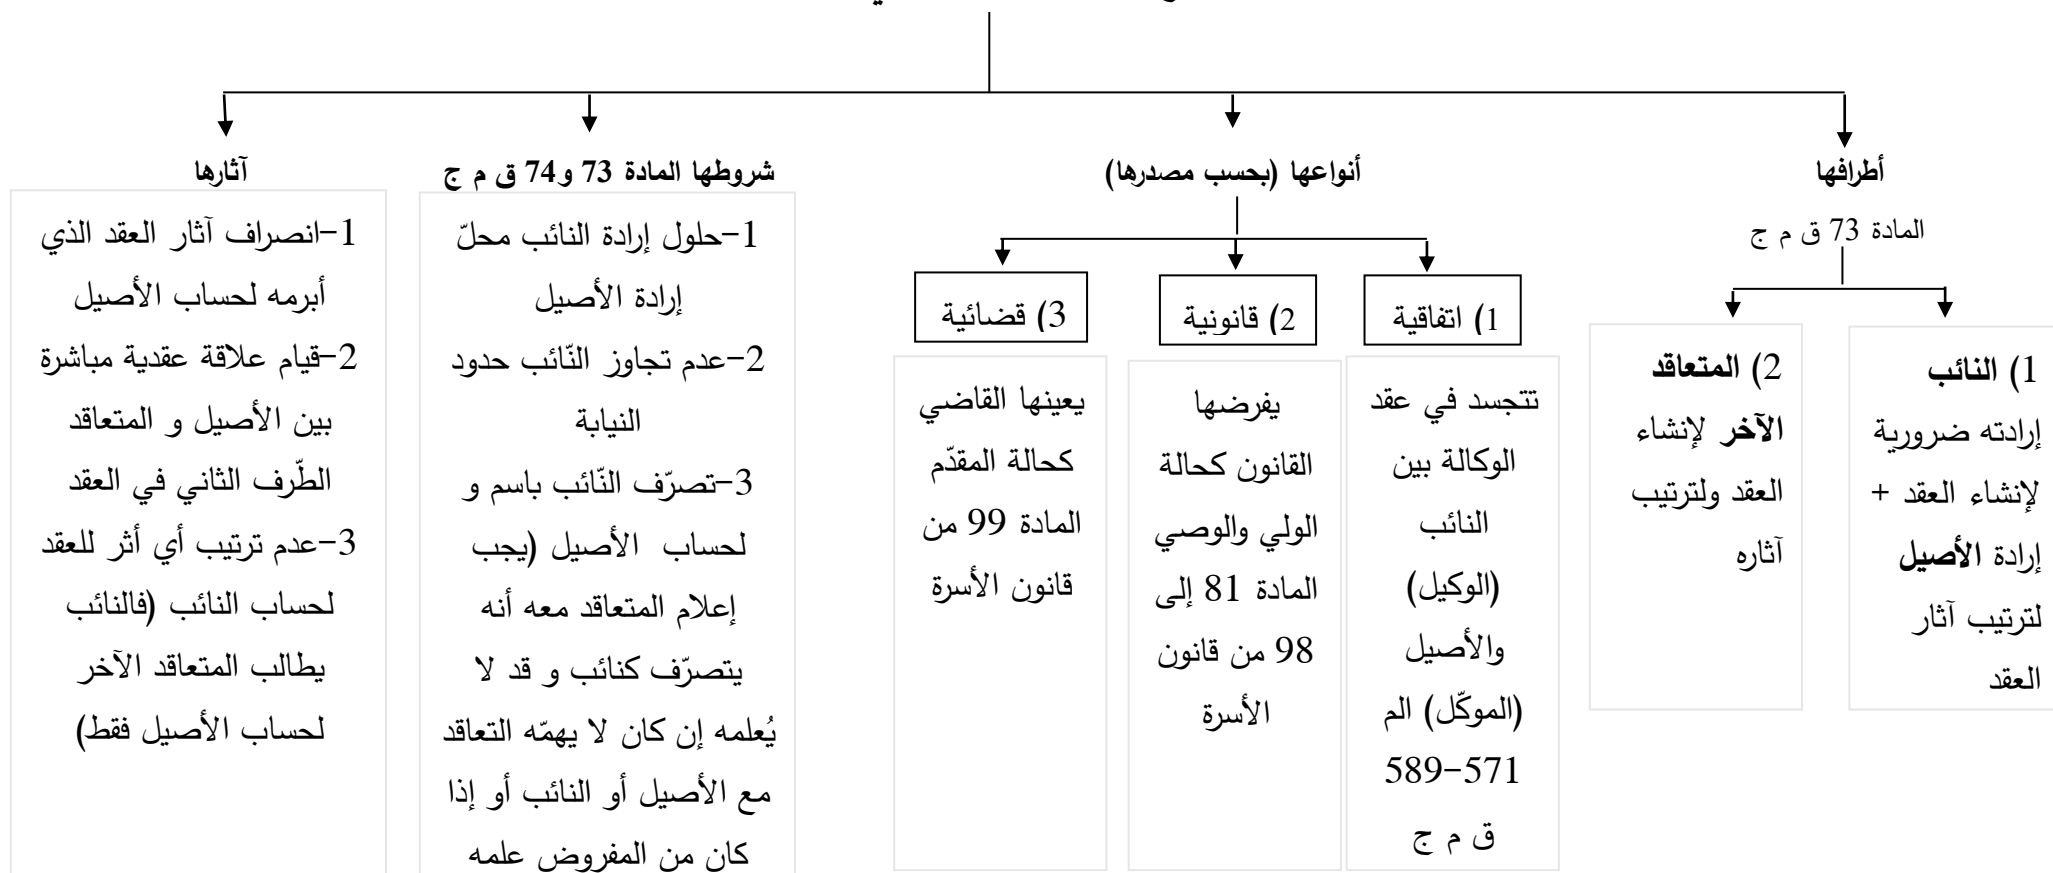 أطرافها
المادة 73 ق م ج
1) النائب
إرادته ضرورية
لإنشاء العقد +
إرادة الأصيل
لترتيب آثار
العقد
2) المتعاقد
الآخر لإنشاء
العقد ولترتيب
آثاره
أنواعها (بحسب مصدرها)
1) اتفاقية
تتجسد في عقد
الوكالة بين
النائب
(الوكيل)
والأصيل
(الموكّل) الم
571-589
ق م ج
2) قانونية
يفرضها
القانون كحالة
الولي والوصي
المادة 81 إلى
98 من قانون
الأسرة
3) قضائية
يعينها القاضي
كحالة المقدّم
المادة 99 من
قانون الأسرة
شروطها المادة 73 و74 ق م ج
1-حلول إرادة النائب محلّ
إرادة الأصيل
2-عدم تجاوز النّائب حدود
النيابة
3-تصرّف النّائب باسم و
لحساب الأصيل (يجب
إعلام المتعاقد معه أنه
يتصرّف كنائب و قد لا
يُعلمه إن كان لا يهمّه التعاقد
مع الأصيل أو النائب أو إذا
كان من المفروض علمه
آثارها
1-انصراف آثار العقد الذي
أبرمه لحساب الأصيل
2-قيام علاقة عقدية مباشرة
بين الأصيل و المتعاقد
الطّرف الثاني في العقد
3-عدم ترتيب أي أثر للعقد
لحساب النائب (فالنائب
يطالب المتعاقد الآخر
لحساب الأصيل فقط)